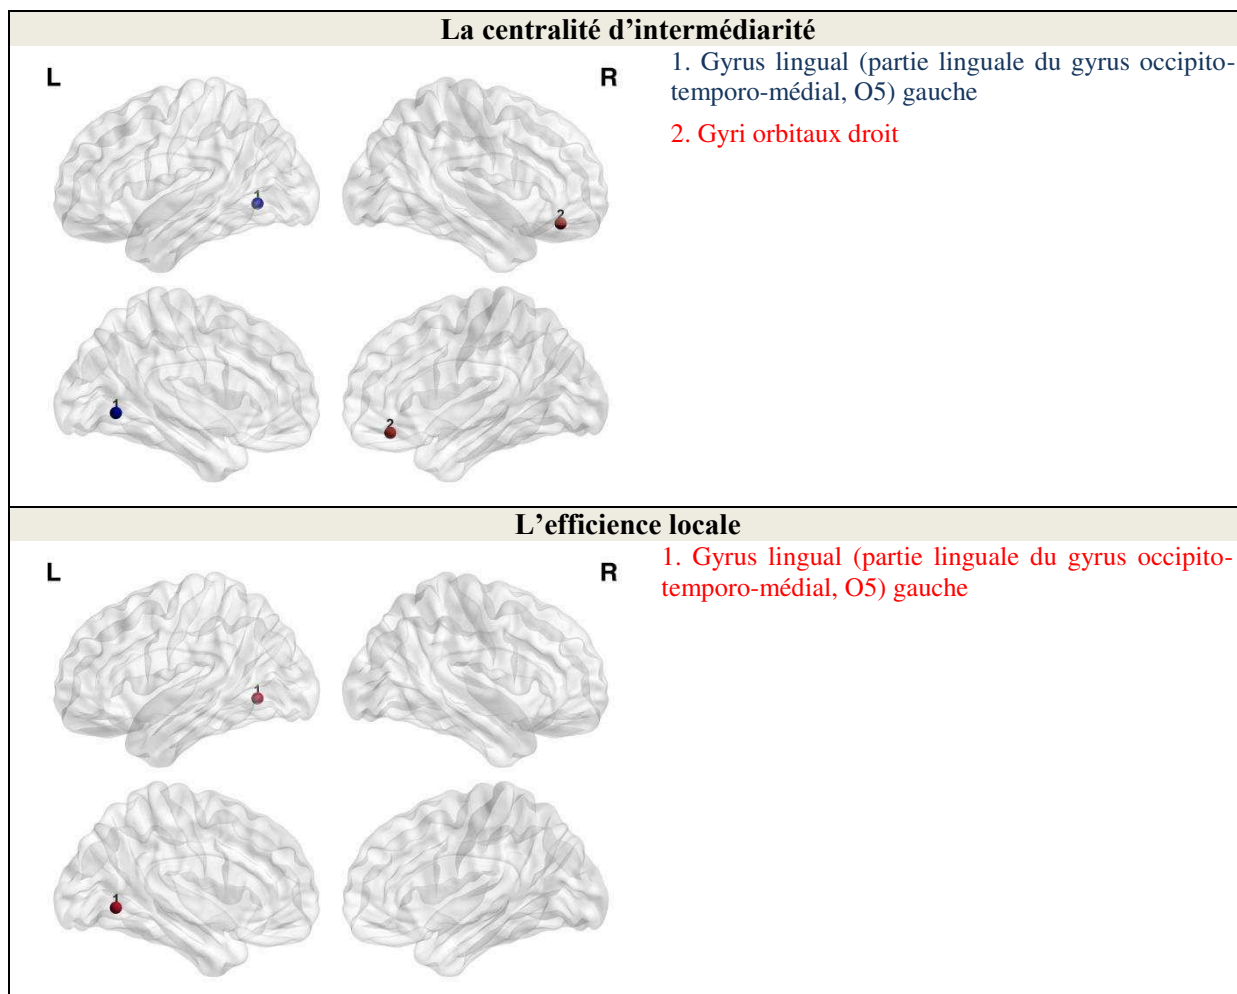 La centralité d’intermédiarité
L
R
1. Gyrus lingual (partie linguale du gyrus occipito-
temporo-médial, O5) gauche
2. Gyri orbitaux droit
1
2
1
2
L’efficience locale
L
R
1. Gyrus lingual (partie linguale du gyrus occipito-
temporo-médial, O5) gauche
1
1